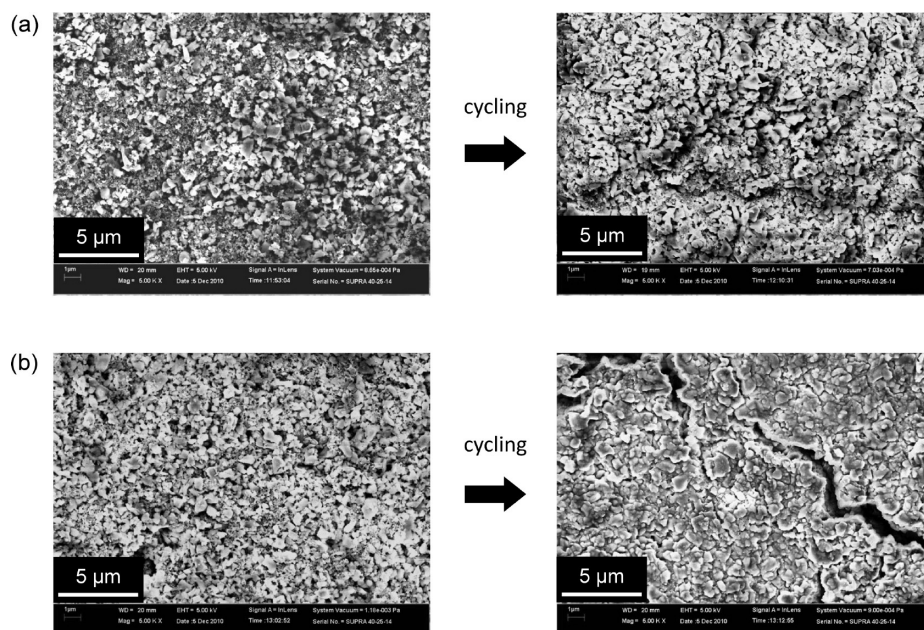 (a)
cycling
5 µm
5 µm
1µm WD = 20 mm EHT = 5.00 kV Signal A = InLens System Vacuum = 8.65e-004 Pa
Mag = 5.00 K X Date :5 Dec 2010 Time :11:53:04 Serial No. = SUPRA 40-25-14
1µm WD = 19 mm EHT = 5.00 kV Signal A = InLens System Vacuum = 7.03e-004 Pa
Mag = 5.00 K X Date :5 Dec 2010 Time :12:10:31 Serial No. = SUPRA 40-25-14
(b)
cycling
5 µm
5 µm
1µm WD = 20 mm EHT = 5.00 kV Signal A = InLens System Vacuum = 1.18e-003 Pa
Mag = 5.00 K X Date :5 Dec 2010 Time :13:02:52 Serial No. = SUPRA 40-25-14
1µm WD = 20 mm EHT = 5.00 kV Signal A = InLens System Vacuum = 9.00e-004 Pa
Mag = 5.00 K X Date :5 Dec 2010 Time :13:12:55 Serial No. = SUPRA 40-25-14